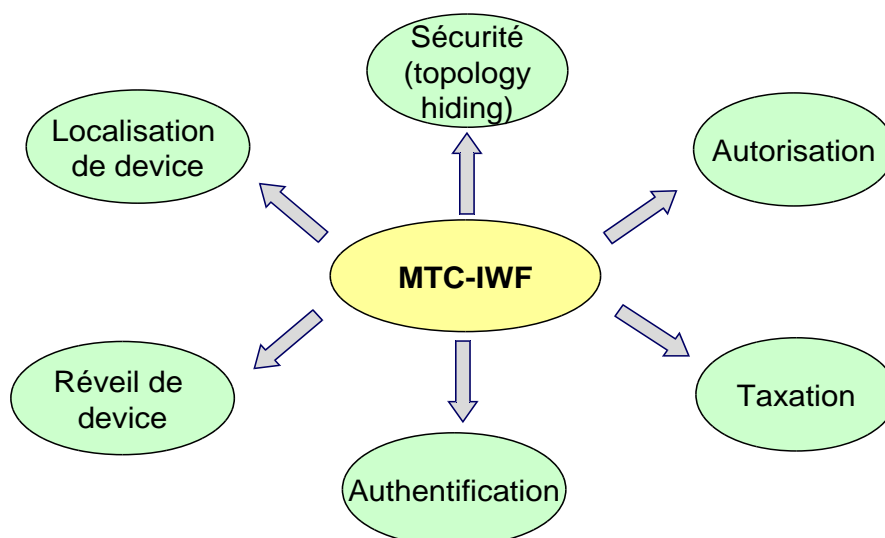 Sécurité
(topology
hiding)
Localisation
de device
Autorisation
MTC-IWF
Réveil de
device
Taxation
Authentification